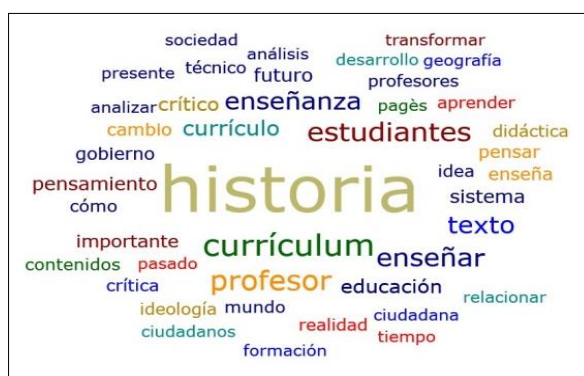 sociedad transformar
análisis
desarrollo geografía
presente técnico futuro profesores
analizar crítico enseñanza pagès aprender
cambio currículo estudiantes didáctica
gobierno pensar
idea enseña
pensamiento historia sistema
cómo
texto
importante currículum enseñar
contenidos pasado
crítica profesor educación
relacionar
ideología mundo ciudadana
ciudadanos realidad tiempo
formación